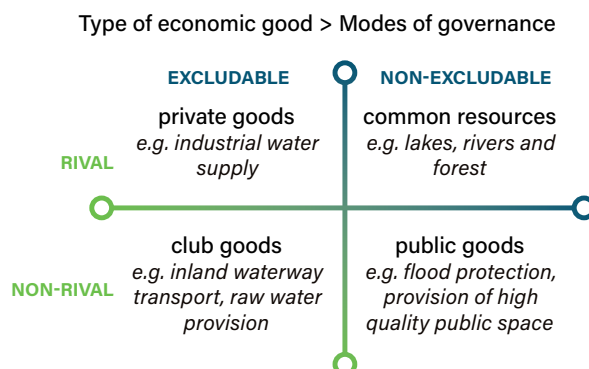 Type of economic good > Modes of governance
EXCLUDABLE
NON-EXCLUDABLE
RIVAL
private goods
e.g. industrial water
supply
common resources
e.g. lakes, rivers and
forest
NON-RIVAL
club goods
e.g. inland waterway
transport, raw water
provision
public goods
e.g. flood protection,
provision of high
quality public space